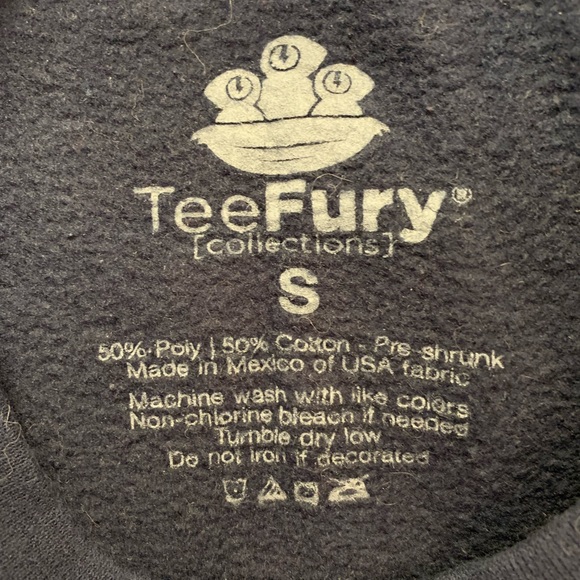 TeeFury®
[collections]
S
50% Poly | 50% Cotton - Pre-shrunk
Made in Mexico of USA fabric
Machine wash with like colors
Non-chlorine bleach if needed
Tumble dry low
Do not iron if decorated